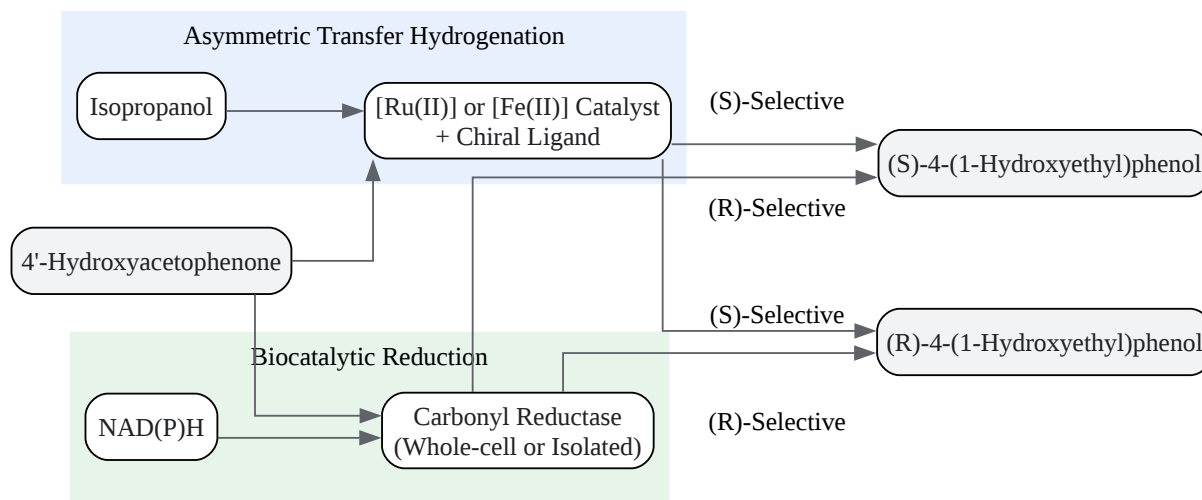 Asymmetric Transfer Hydrogenation
Isopropanol
[Ru(II)] or [Fe(II)] Catalyst
+ Chiral Ligand
(S)-Selective
(S)-4-(1-Hydroxyethyl)phenol
(R)-Selective
4'-Hydroxyacetophenone
(S)-Selective
(R)-4-(1-Hydroxyethyl)phenol
Biocatalytic Reduction
NAD(P)H
Carbonyl Reductase
(Whole-cell or Isolated)
(R)-Selective